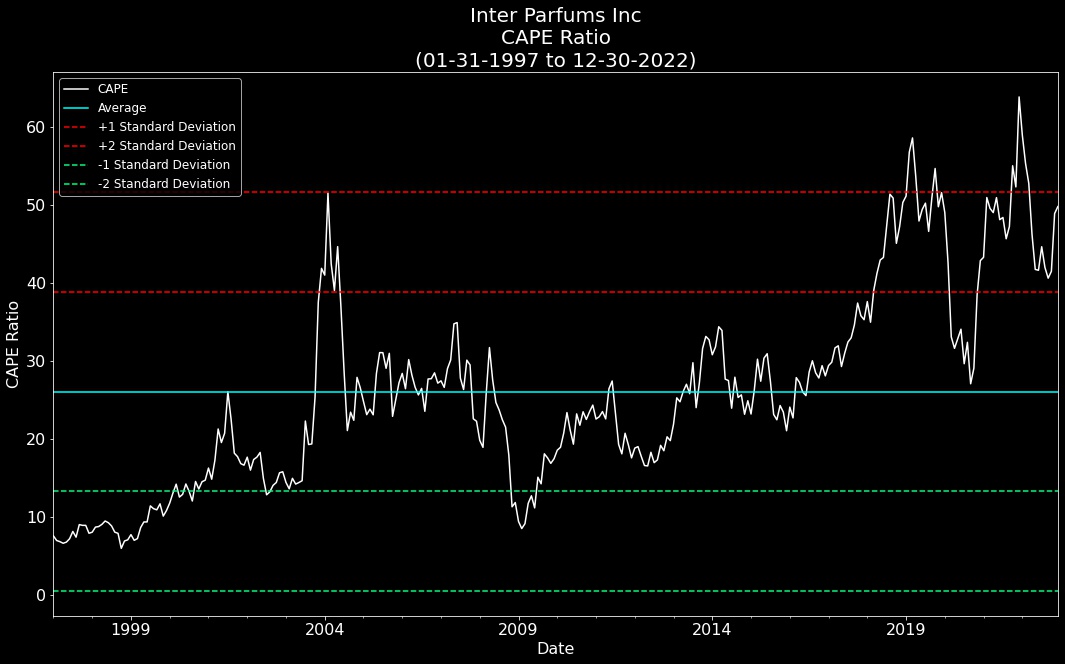 Inter Parfums Inc
CAPE Ratio
(01-31-1997 to 12-30-2022)
CAPE
Average
+1 Standard Deviation
+2 Standard Deviation
-1 Standard Deviation
-2 Standard Deviation
CAPE Ratio
60
50
40
30
20
10
0
1999 2004 2009 2014 2019
Date